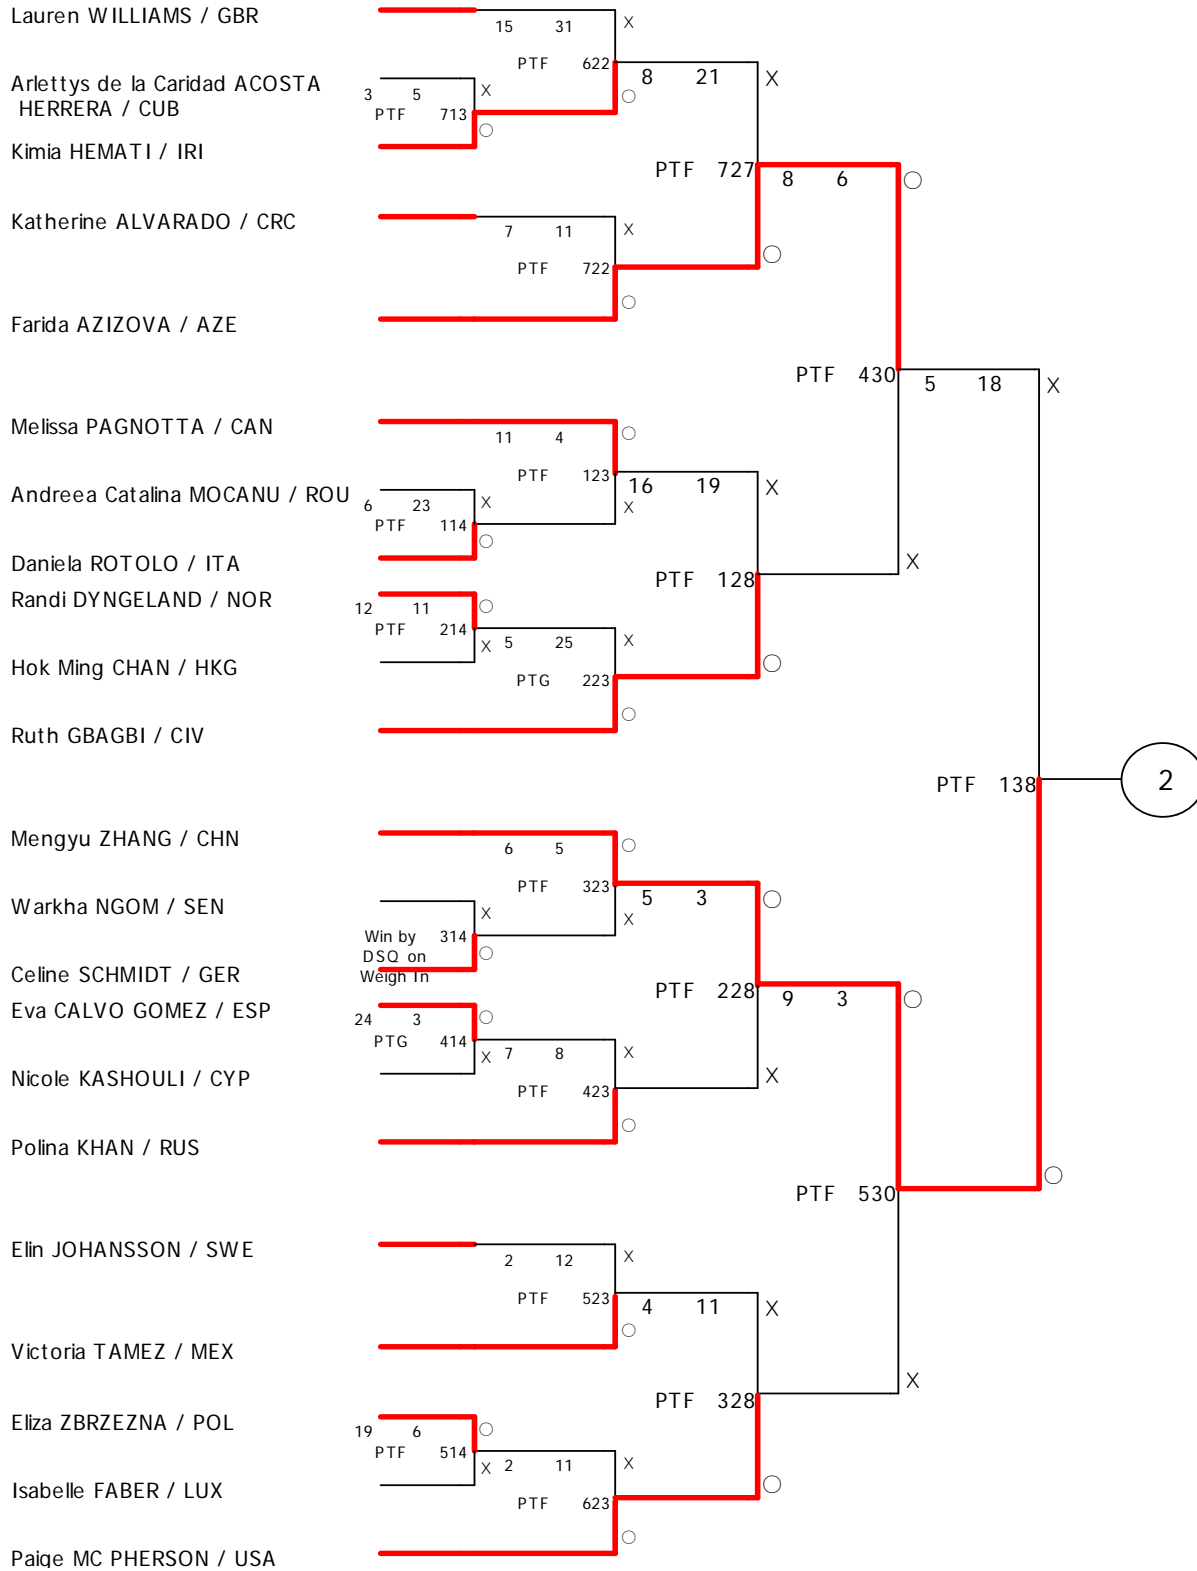 Lauren WILLIAMS / GBR
15 31 X
PTF 622
8 21 X
Arlettys de la Caridad ACOSTA
HERRERA / CUB
3 5 X
PTF 713
Kimia HEMATI / IRI
PTF 727
8 6
Katherine ALVARADO / CRC
7 11 X
PTF 722
Farida AZIZOVA / AZE
PTF 430
5 18 X
Melissa PAGNOTTA / CAN
11 4
PTF 123
16 19 X
Andreea Catalina MOCANU / ROU
6 23 X
PTF 114
X
Daniela ROTOLO / ITA
X
PTF 128
Randi DYNGELAND / NOR
12 11
PTF 214
X 5 25 X
Hok Ming CHAN / HKG
PTG 223
Ruth GBAGBI / CIV
PTF 138
2
Mengyu ZHANG / CHN
6 5
PTF 323
5 3
Warkha NGOM / SEN
X
X
Win by 314
DSQ on
Weigh In
Celine SCHMIDT / GER
PTF 228
9 3
Eva CALVO GOMEZ / ESP
24 3
PTG 414
X 7 8 X
Nicole KASHOULI / CYP
X
PTF 423
Polina KHAN / RUS
PTF 530
Elin JOHANSSON / SWE
2 12 X
PTF 523
4 11 X
Victoria TAMEZ / MEX
X
PTF 328
Eliza ZBRZEZNA / POL
19 6
PTF 514
X 2 11 X
Isabelle FABER / LUX
PTF 623
Paige MC PHERSON / USA